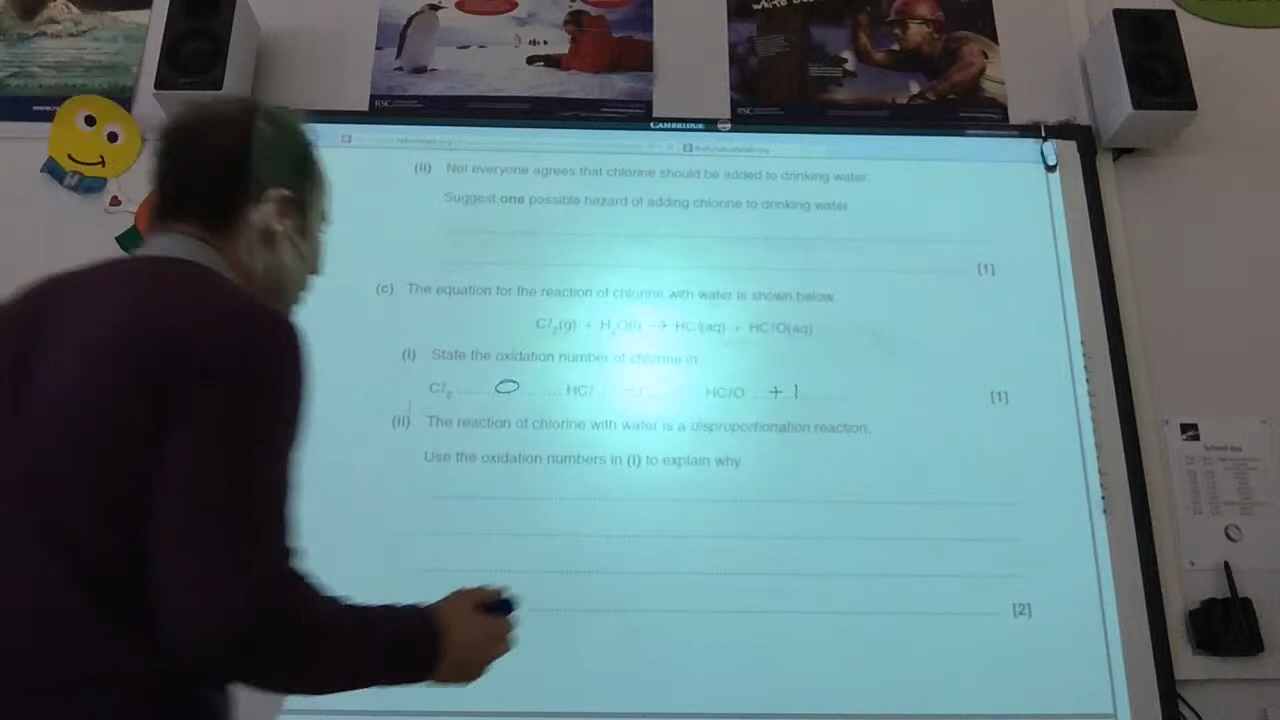 RSC
RSC
CAMBRIDGE
(ii) Not everyone agrees that chlorine should be added to drinking water.
Suggest one possible hazard of adding chlorine to drinking water.
[1]
(c) The equation for the reaction of chlorine with water is shown below.
Cl₂(g) + H₂O(l) → HCl(aq) + HClO(aq)
(i) State the oxidation number of chlorine in:
Cl₂ ........ 0 ........ HCl ........ -1 ........ HClO ........ +1 ........ [1]
(ii) The reaction of chlorine with water is a disproportionation reaction.
Use the oxidation numbers in (i) to explain why.
[2]